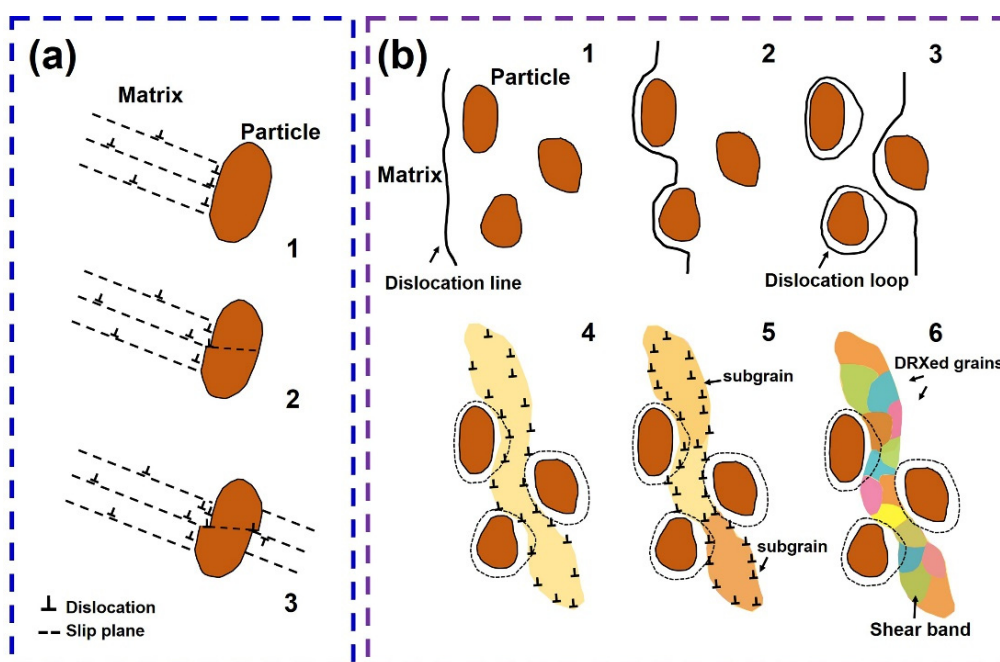 (a)
Matrix
Particle
1
2
3
Dislocation
Slip plane
(b)
1
2
3
Particle
Matrix
Dislocation line
Dislocation loop
4
5
6
subgrain
subgrain
DRXed grains
Shear band